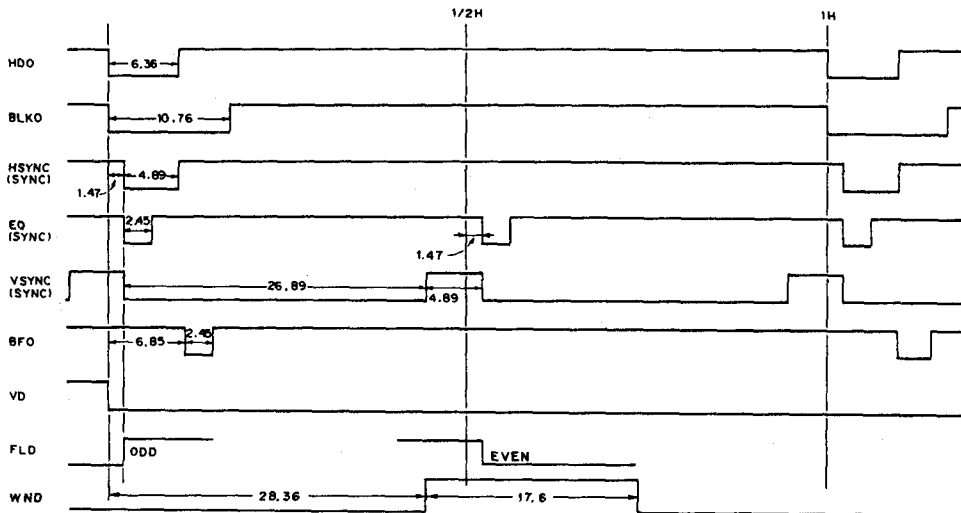 1/2H 1H
HDO 6.36
BLKO 10.76
HSYNC
(SYNC) 4.89
1.47
EQ
(SYNC) 2.45
1.47
VSYNC
(SYNC) 26.89 4.89
BFO 6.85 2.45
VD
FLD ODD EVEN
WND 28.36 17.6